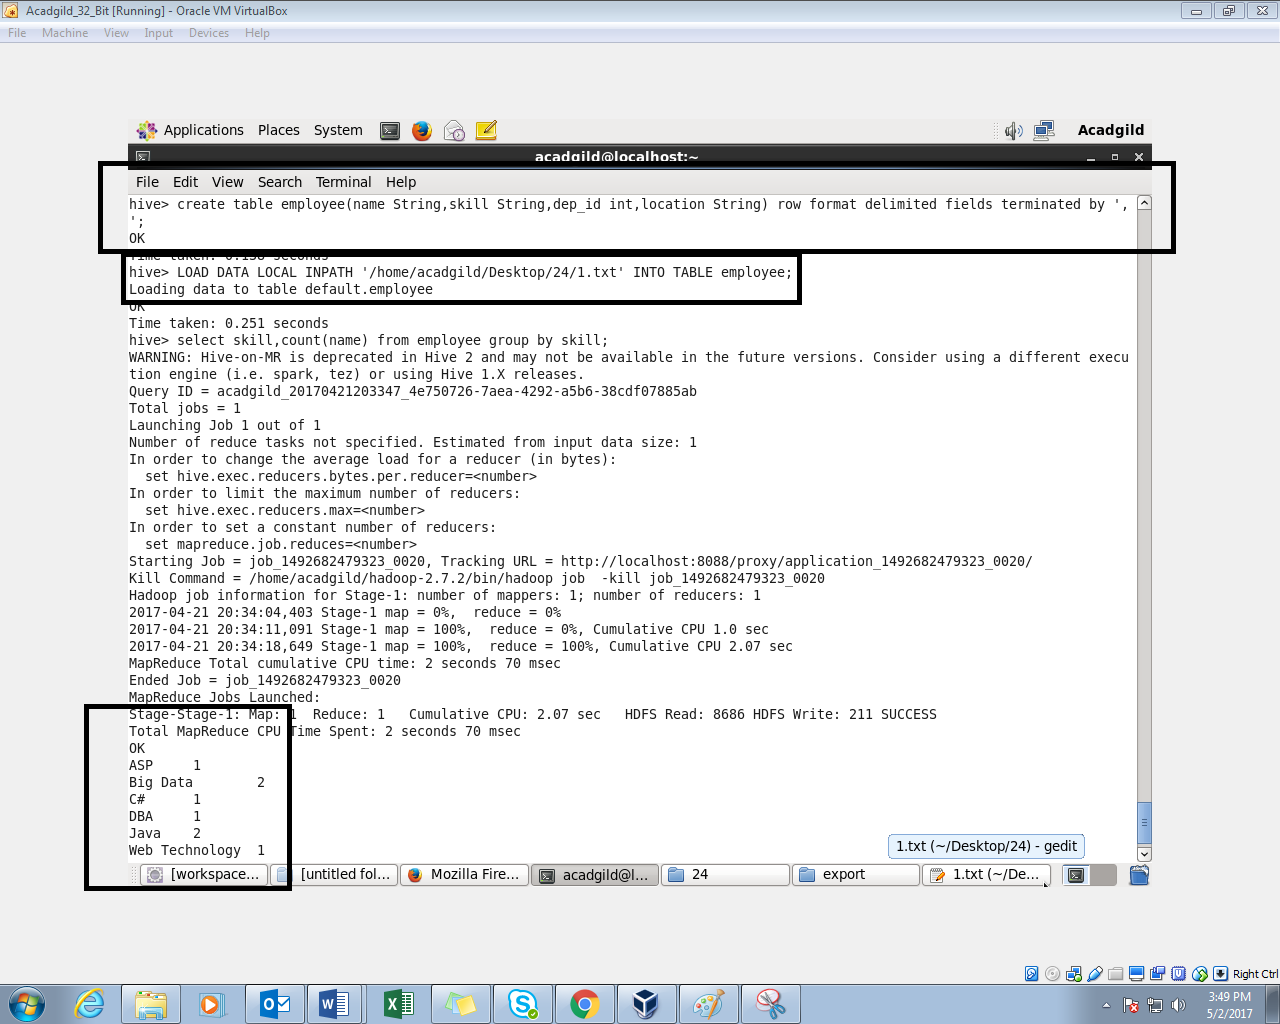 Acadgild_32_Bit [Running] - Oracle VM VirtualBox
File Machine View Input Devices Help
Applications Places System Acadgild
acadgild@localhost:~
File Edit View Search Terminal Help
hive> create table employee(name String,skill String,dep_id int,location String) row format delimited fields terminated by ',
';
OK
Time taken: 0.158 seconds
hive> LOAD DATA LOCAL INPATH '/home/acadgild/Desktop/24/1.txt' INTO TABLE employee;
Loading data to table default.employee
OK
Time taken: 0.251 seconds
hive> select skill,count(name) from employee group by skill;
WARNING: Hive-on-MR is deprecated in Hive 2 and may not be available in the future versions. Consider using a different execu
tion engine (i.e. spark, tez) or using Hive 1.X releases.
Query ID = acadgild_20170421203347_4e750726-7aea-4292-a5b6-38cdf07885ab
Total jobs = 1
Launching Job 1 out of 1
Number of reduce tasks not specified. Estimated from input data size: 1
In order to change the average load for a reducer (in bytes):
  set hive.exec.reducers.bytes.per.reducer=<number>
In order to limit the maximum number of reducers:
  set hive.exec.reducers.max=<number>
In order to set a constant number of reducers:
  set mapreduce.job.reduces=<number>
Starting Job = job_1492682479323_0020, Tracking URL = http://localhost:8088/proxy/application_1492682479323_0020/
Kill Command = /home/acadgild/hadoop-2.7.2/bin/hadoop job  -kill job_1492682479323_0020
Hadoop job information for Stage-1: number of mappers: 1; number of reducers: 1
2017-04-21 20:34:04,403 Stage-1 map = 0%,  reduce = 0%
2017-04-21 20:34:11,091 Stage-1 map = 100%,  reduce = 0%, Cumulative CPU 1.0 sec
2017-04-21 20:34:18,649 Stage-1 map = 100%,  reduce = 100%, Cumulative CPU 2.07 sec
MapReduce Total cumulative CPU time: 2 seconds 70 msec
Ended Job = job_1492682479323_0020
MapReduce Jobs Launched:
Stage-Stage-1: Map: 1  Reduce: 1   Cumulative CPU: 2.07 sec   HDFS Read: 8686 HDFS Write: 211 SUCCESS
Total MapReduce CPU Time Spent: 2 seconds 70 msec
OK
ASP 1
Big Data 2
C# 1
DBA 1
Java 2
Web Technology 1
1.txt (~/Desktop/24) - gedit
[workspace... [untitled fol... Mozilla Fire... acadgild@l... 24 export 1.txt (~/De...
Right Ctrl
3:49 PM
5/2/2017